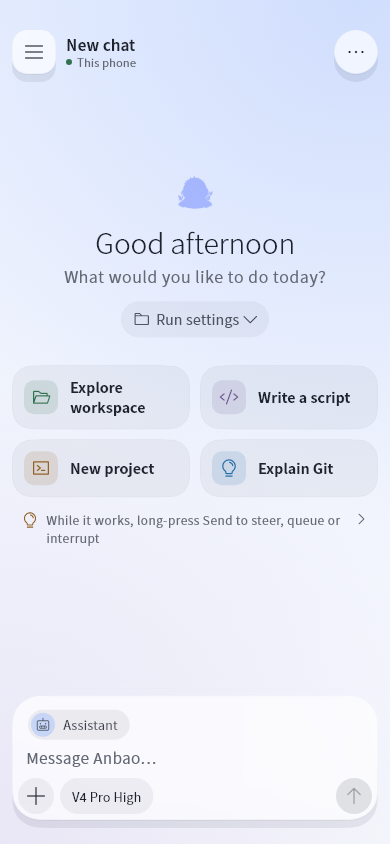 New chat
This phone
Good afternoon
What would you like to do today?
Run settings
Explore
workspace
Write a script
New project
Explain Git
While it works, long-press Send to steer, queue or
interrupt
Assistant
Message Anbao…
V4 Pro High